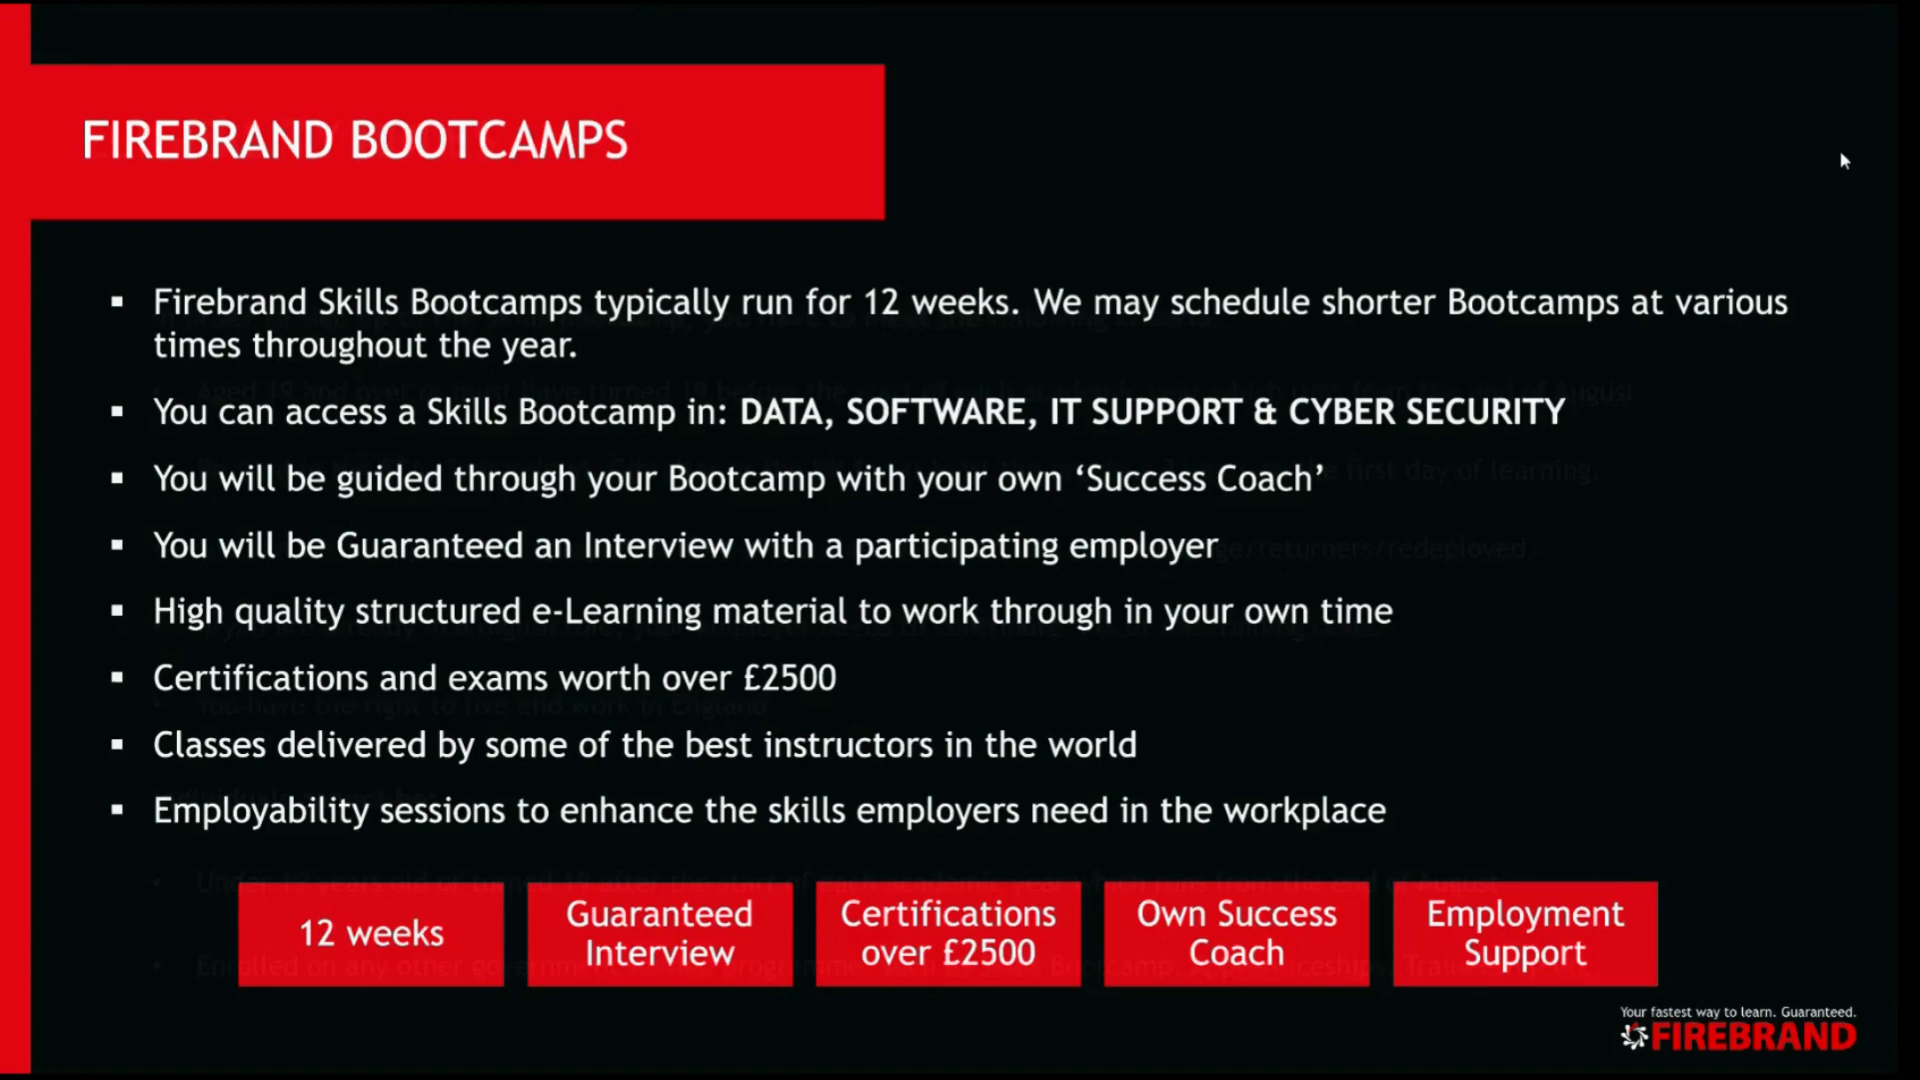 FIREBRAND BOOTCAMPS
▪ Firebrand Skills Bootcamps typically run for 12 weeks. We may schedule shorter Bootcamps at various
times throughout the year.
▪ You can access a Skills Bootcamp in: DATA, SOFTWARE, IT SUPPORT & CYBER SECURITY
▪ You will be guided through your Bootcamp with your own ‘Success Coach’
▪ You will be Guaranteed an Interview with a participating employer
▪ High quality structured e-Learning material to work through in your own time
▪ Certifications and exams worth over £2500
▪ Classes delivered by some of the best instructors in the world
▪ Employability sessions to enhance the skills employers need in the workplace
12 weeks
Guaranteed
Interview
Certifications
over £2500
Own Success
Coach
Employment
Support
Your fastest way to learn. Guaranteed.
FIREBRAND